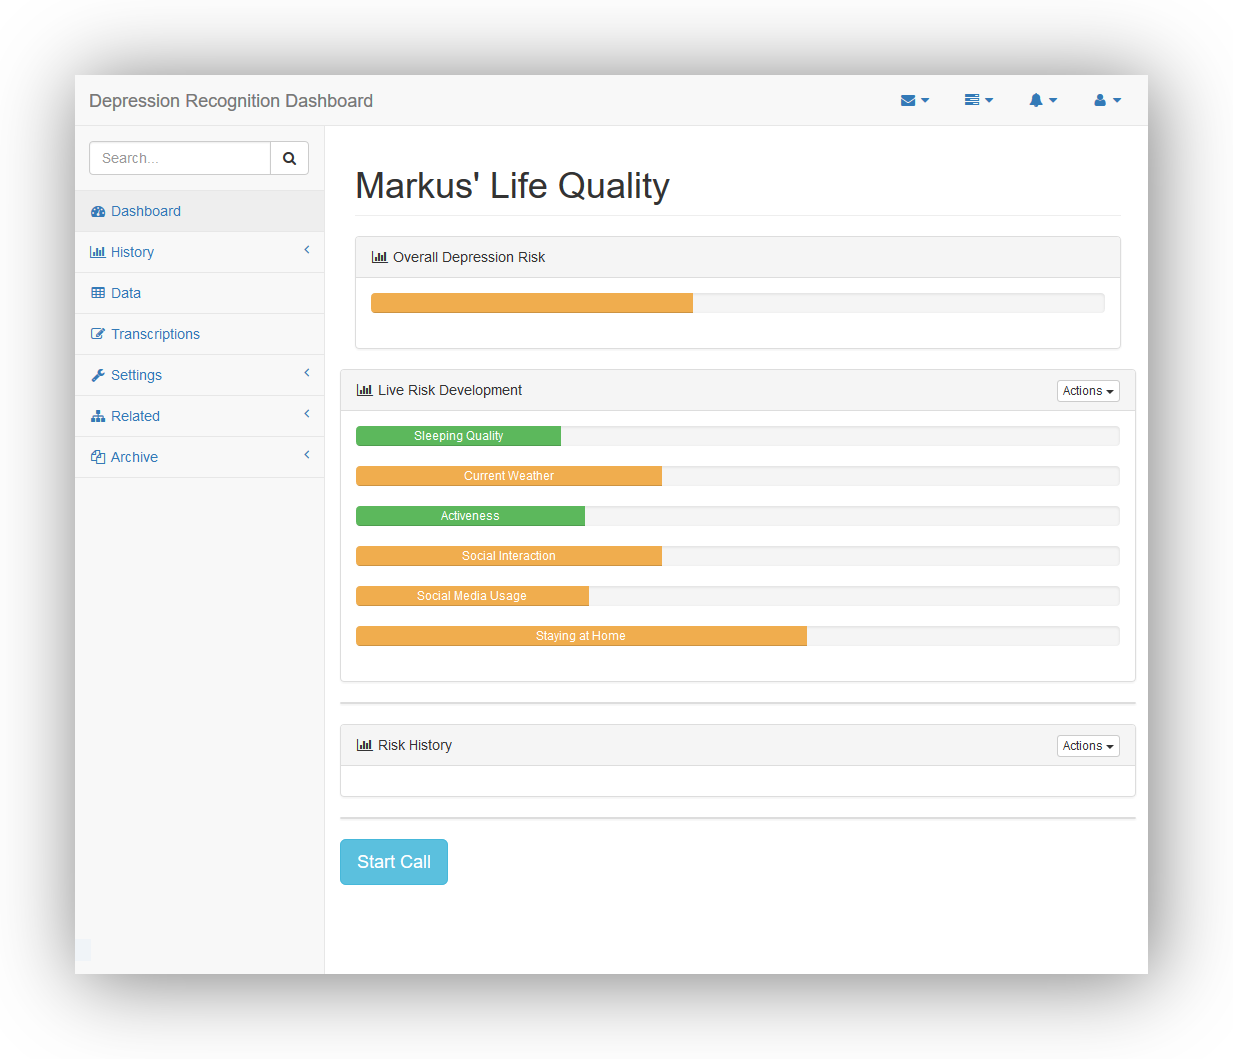 Depression Recognition Dashboard
Search...
Dashboard
History
Data
Transcriptions
Settings
Related
Archive
Markus' Life Quality
Overall Depression Risk
Live Risk Development
Actions
Sleeping Quality
Current Weather
Activeness
Social Interaction
Social Media Usage
Staying at Home
Risk History
Actions
Start Call